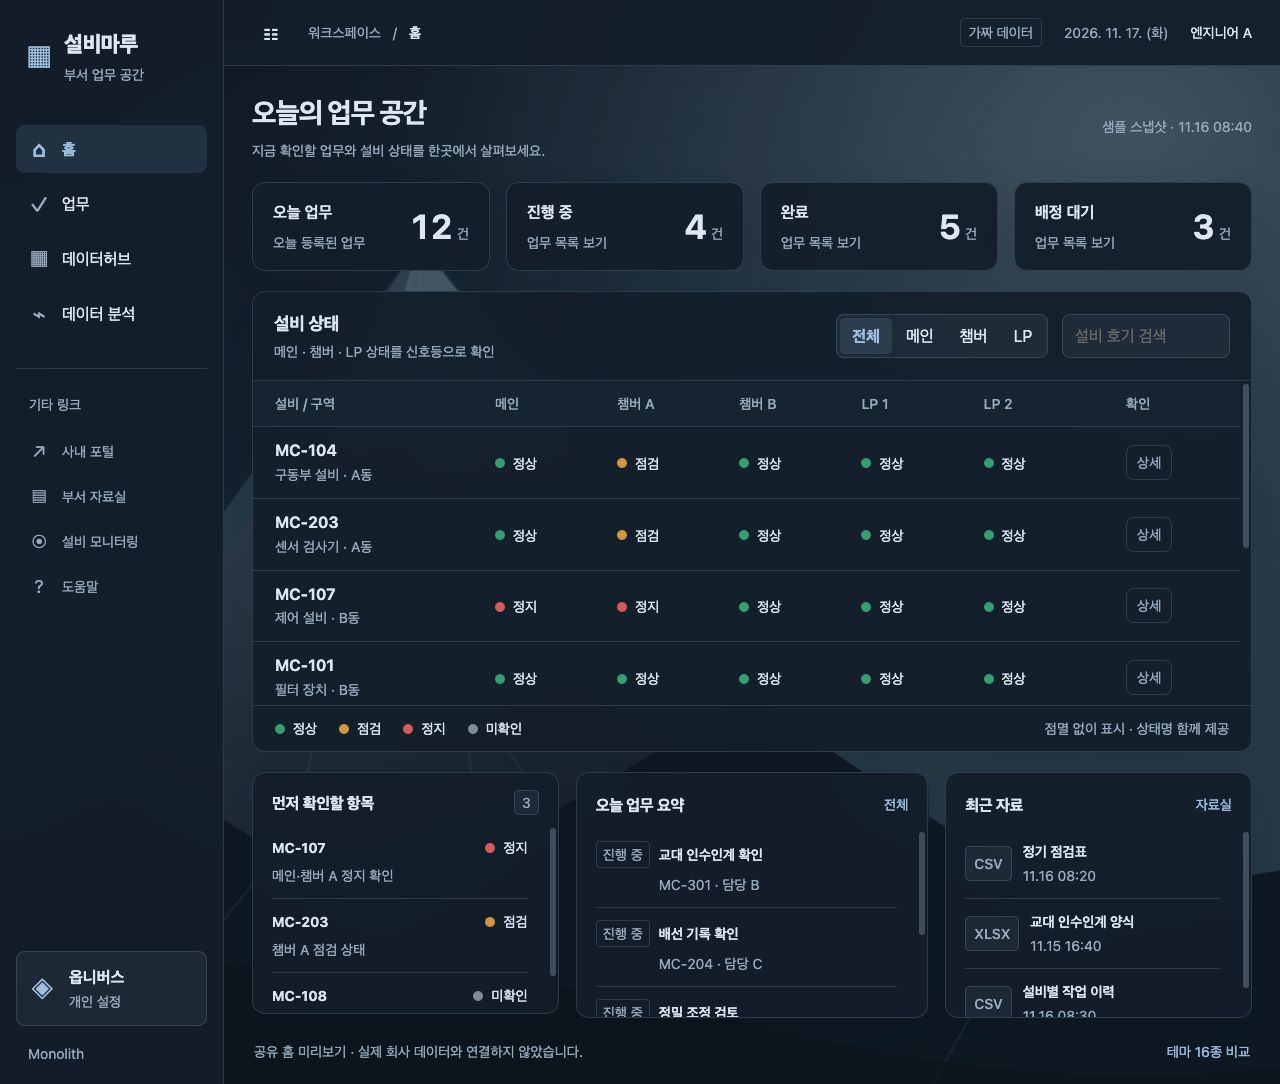 설비마루
부서 업무 공간
홈
업무
데이터허브
데이터 분석
기타 링크
사내 포털
부서 자료실
설비 모니터링
? 도움말
옵니버스
개인 설정
Monolith
워크스페이스 / 홈
가짜 데이터
2026. 11. 17. (화)
엔지니어 A
오늘의 업무 공간
지금 확인할 업무와 설비 상태를 한곳에서 살펴보세요.
샘플 스냅샷 · 11.16 08:40
오늘 업무
오늘 등록된 업무
12 건
진행 중
업무 목록 보기
4 건
완료
업무 목록 보기
5 건
배정 대기
업무 목록 보기
3 건
설비 상태
메인 · 챔버 · LP 상태를 신호등으로 확인
전체 메인 챔버 LP
설비 호기 검색
설비 / 구역 메인 챔버 A 챔버 B LP 1 LP 2 확인
MC-104
구동부 설비 · A동
정상 점검 정상 정상 정상 상세
MC-203
센서 검사기 · A동
정상 점검 정상 정상 정상 상세
MC-107
제어 설비 · B동
정지 정지 정상 정상 정상 상세
MC-101
필터 장치 · B동
정상 정상 정상 정상 정상 상세
정상 점검 정지 미확인
점멸 없이 표시 · 상태명 함께 제공
먼저 확인할 항목 3
MC-107 정지
메인·챔버 A 정지 확인
MC-203 점검
챔버 A 점검 상태
MC-108 미확인
오늘 업무 요약 전체
진행 중 교대 인수인계 확인
MC-301 · 담당 B
진행 중 배선 기록 확인
MC-204 · 담당 C
진행 중 정밀 조정 검토
최근 자료 자료실
CSV 정기 점검표
11.16 08:20
XLSX 교대 인수인계 양식
11.15 16:40
CSV 설비별 작업 이력
11.16 08:30
공유 홈 미리보기 · 실제 회사 데이터와 연결하지 않았습니다.
테마 16종 비교